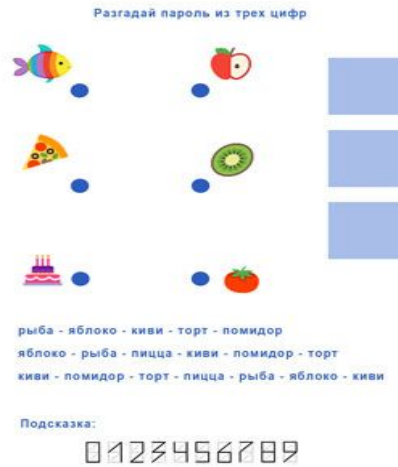 Разгадай пароль из трех цифр
рыба - яблоко - киви - торт - помидор
яблоко - рыба - пицца - киви - помидор - торт
киви - помидор - торт - пицца - рыба - яблоко - киви
Подсказка:
0123456789